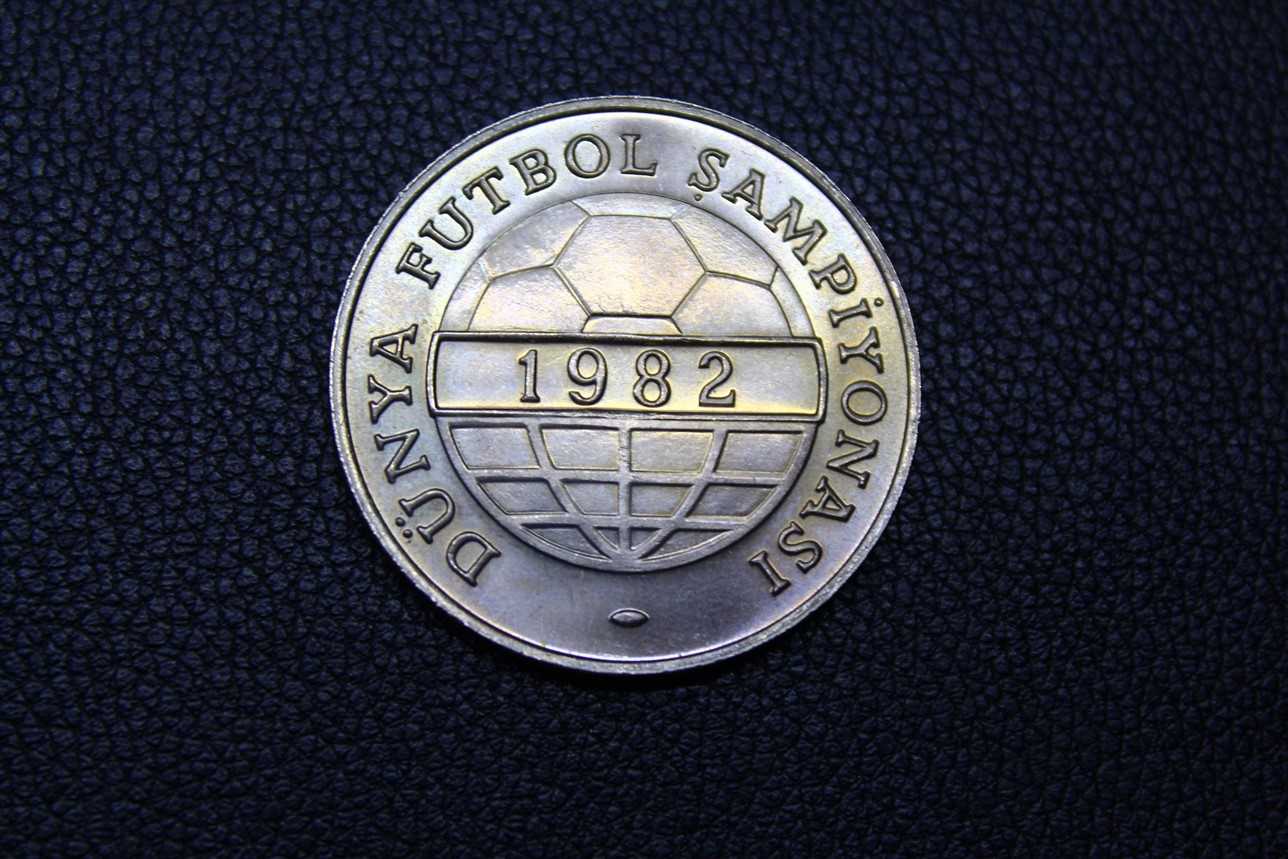 DÜNYA FUTBOL ŞAMPİYONASI
1982